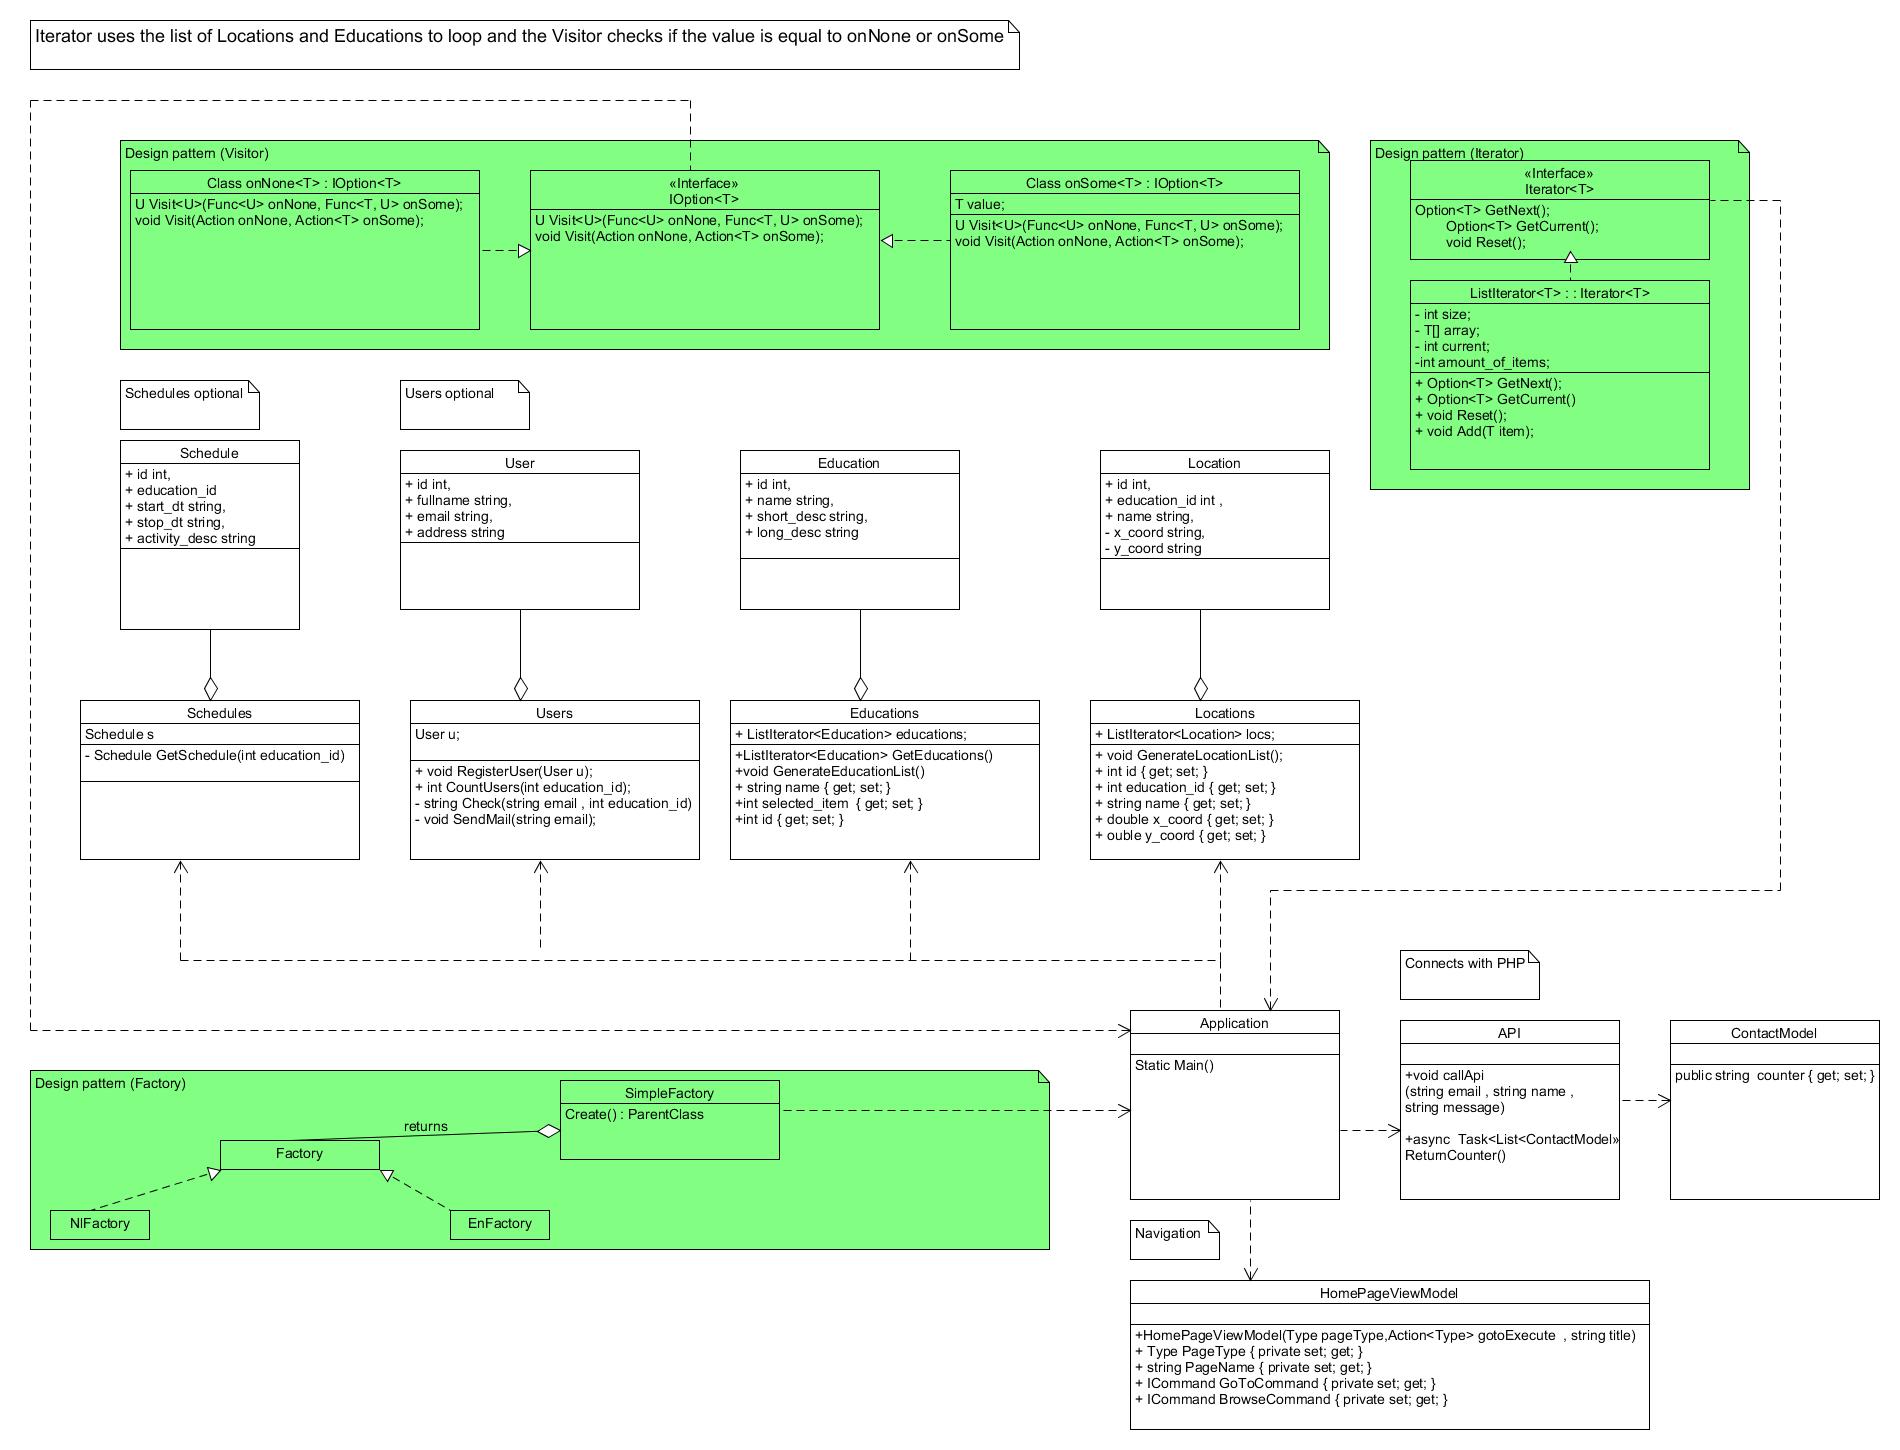 Iterator uses the list of Locations and Educations to loop and the Visitor checks if the value is equal to onNone or onSome
Design pattern (Visitor)
Class onNone<T> : IOption<T>
U Visit<U>(Func<U> onNone, Func<T, U> onSome);
void Visit(Action onNone, Action<T> onSome);
«Interface»
IOption<T>
U Visit<U>(Func<U> onNone, Func<T, U> onSome);
void Visit(Action onNone, Action<T> onSome);
Class onSome<T> : IOption<T>
T value;
U Visit<U>(Func<U> onNone, Func<T, U> onSome);
void Visit(Action onNone, Action<T> onSome);
Design pattern (Iterator)
«Interface»
Iterator<T>
Option<T> GetNext();
Option<T> GetCurrent();
void Reset();
ListIterator<T> : : Iterator<T>
- int size;
- T[] array;
- int current;
-int amount_of_items;
+ Option<T> GetNext();
+ Option<T> GetCurrent()
+ void Reset();
+ void Add(T item);
Schedules optional
Users optional
Schedule
+ id int,
+ education_id
+ start_dt string,
+ stop_dt string,
+ activity_desc string
User
+ id int,
+ fullname string,
+ email string,
+ address string
Education
+ id int,
+ name string,
+ short_desc string,
+ long_desc string
Location
+ id int,
+ education_id int ,
+ name string,
- x_coord string,
- y_coord string
Schedules
Schedule s
- Schedule GetSchedule(int education_id)
Users
User u;
+ void RegisterUser(User u);
+ int CountUsers(int education_id);
- string Check(string email , int education_id)
- void SendMail(string email);
Educations
+ ListIterator<Education> educations;
+ListIterator<Education> GetEducations()
+void GenerateEducationList()
+ string name { get; set; }
+int selected_item  { get; set; }
+int id { get; set; }
Locations
+ ListIterator<Location> locs;
+ void GenerateLocationList();
+ int id { get; set; }
+ int education_id { get; set; }
+ string name { get; set; }
+ double x_coord { get; set; }
+ ouble y_coord { get; set; }
Connects with PHP
Application
Static Main()
API
+void callApi
(string email , string name ,
string message)
+async  Task<List<ContactModel»
ReturnCounter()
ContactModel
public string  counter { get; set; }
Design pattern (Factory)
SimpleFactory
Create() : ParentClass
returns
Factory
NlFactory
EnFactory
Navigation
HomePageViewModel
+HomePageViewModel(Type pageType,Action<Type> gotoExecute  , string title)
+ Type PageType { private set; get; }
+ string PageName { private set; get; }
+ ICommand GoToCommand { private set; get; }
+ ICommand BrowseCommand { private set; get; }